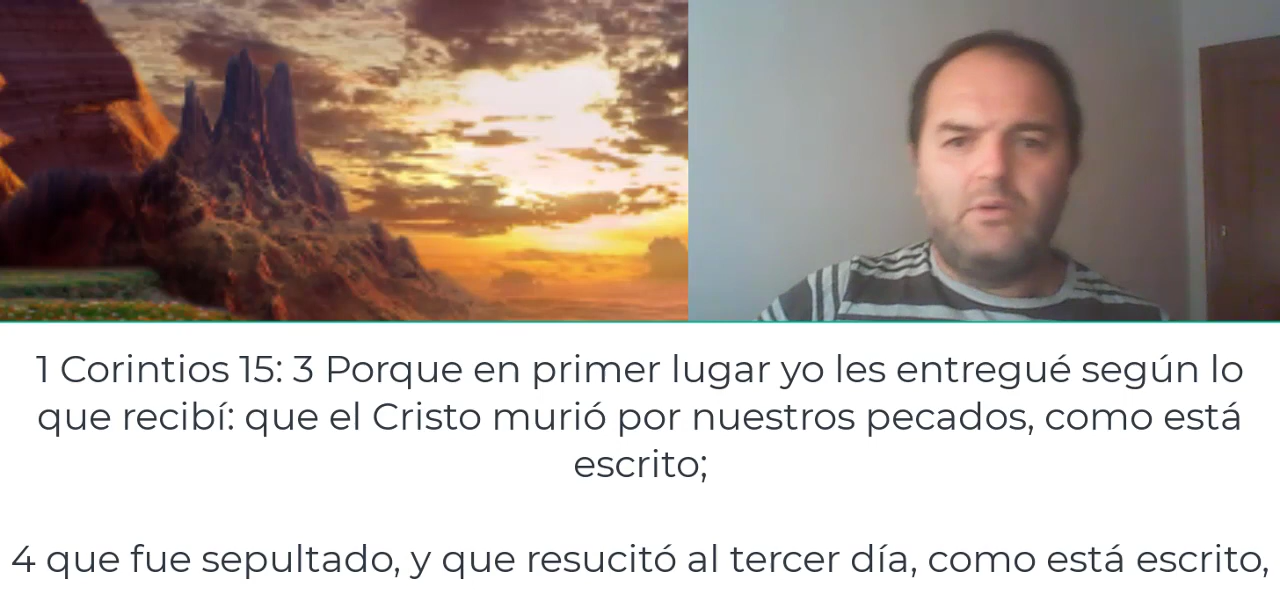 1 Corintios 15: 3 Porque en primer lugar yo les entregué según lo
que recibí: que el Cristo murió por nuestros pecados, como está
escrito;
4 que fue sepultado, y que resucitó al tercer día, como está escrito,